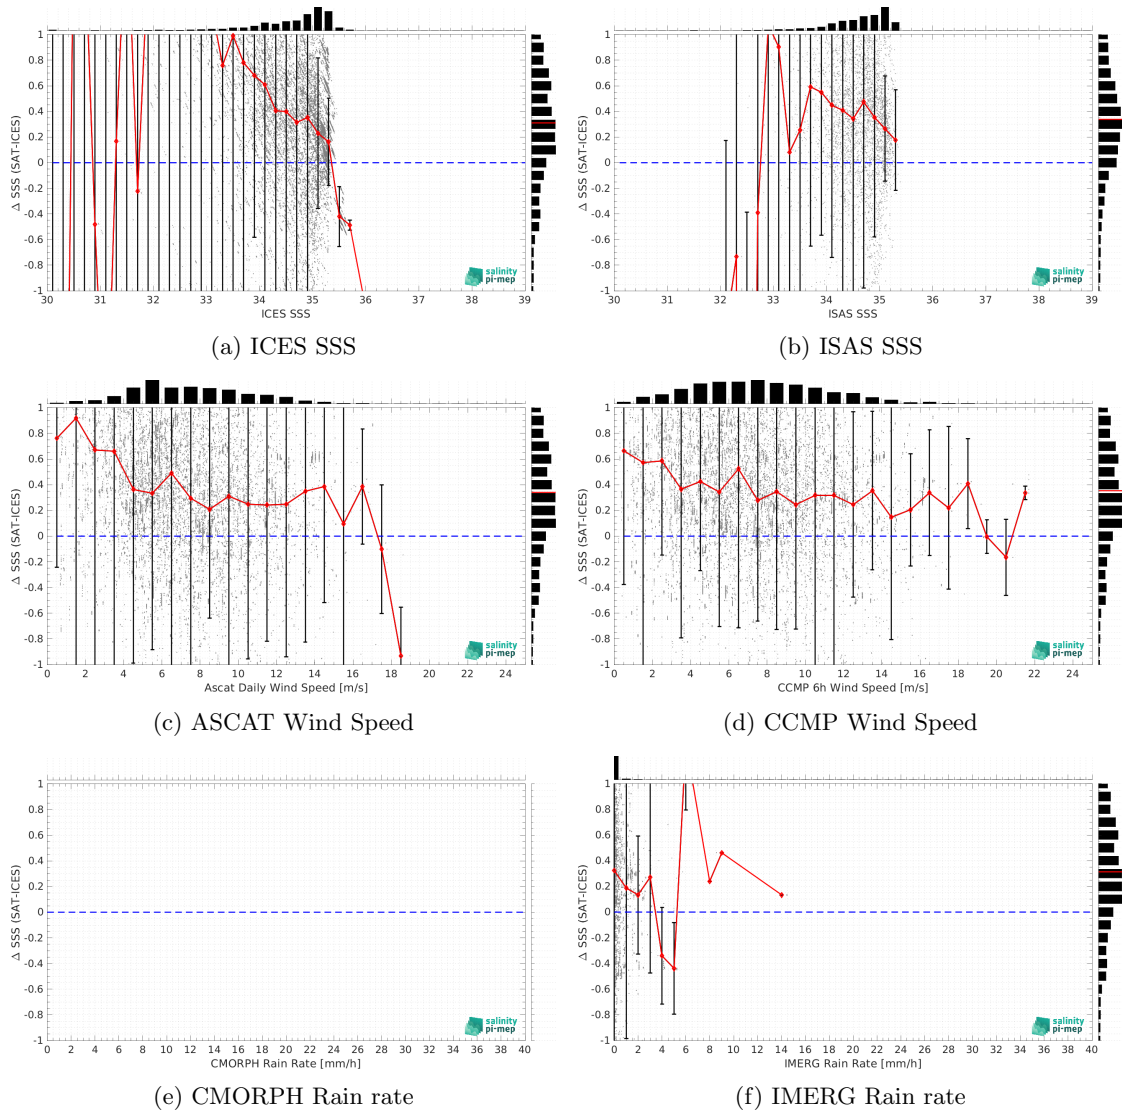 1
0.8
0.6
0.4
0.2
0
-0.2
-0.4
-0.6
-0.8
-1
Δ SSS (SAT-ICES)
30 31 32 33 34 35 36 37 38 39
ICES SSS
salinity
pi-mep
(a) ICES SSS
1
0.8
0.6
0.4
0.2
0
-0.2
-0.4
-0.6
-0.8
-1
Δ SSS (SAT-ICES)
30 31 32 33 34 35 36 37 38 39
ISAS SSS
salinity
pi-mep
(b) ISAS SSS
1
0.8
0.6
0.4
0.2
0
-0.2
-0.4
-0.6
-0.8
-1
Δ SSS (SAT-ICES)
0 2 4 6 8 10 12 14 16 18 20 22 24
Ascat Daily Wind Speed [m/s]
salinity
pi-mep
(c) ASCAT Wind Speed
1
0.8
0.6
0.4
0.2
0
-0.2
-0.4
-0.6
-0.8
-1
Δ SSS (SAT-ICES)
0 2 4 6 8 10 12 14 16 18 20 22 24
CCMP 6h Wind Speed [m/s]
salinity
pi-mep
(d) CCMP Wind Speed
1
0.8
0.6
0.4
0.2
0
-0.2
-0.4
-0.6
-0.8
-1
Δ SSS (SAT-ICES)
0 2 4 6 8 10 12 14 16 18 20 22 24 26 28 30 32 34 36 38 40
CMORPH Rain Rate [mm/h]
salinity
pi-mep
(e) CMORPH Rain rate
1
0.8
0.6
0.4
0.2
0
-0.2
-0.4
-0.6
-0.8
-1
Δ SSS (SAT-ICES)
0 2 4 6 8 10 12 14 16 18 20 22 24 26 28 30 32 34 36 38 40
IMERG Rain Rate [mm/h]
salinity
pi-mep
(f) IMERG Rain rate